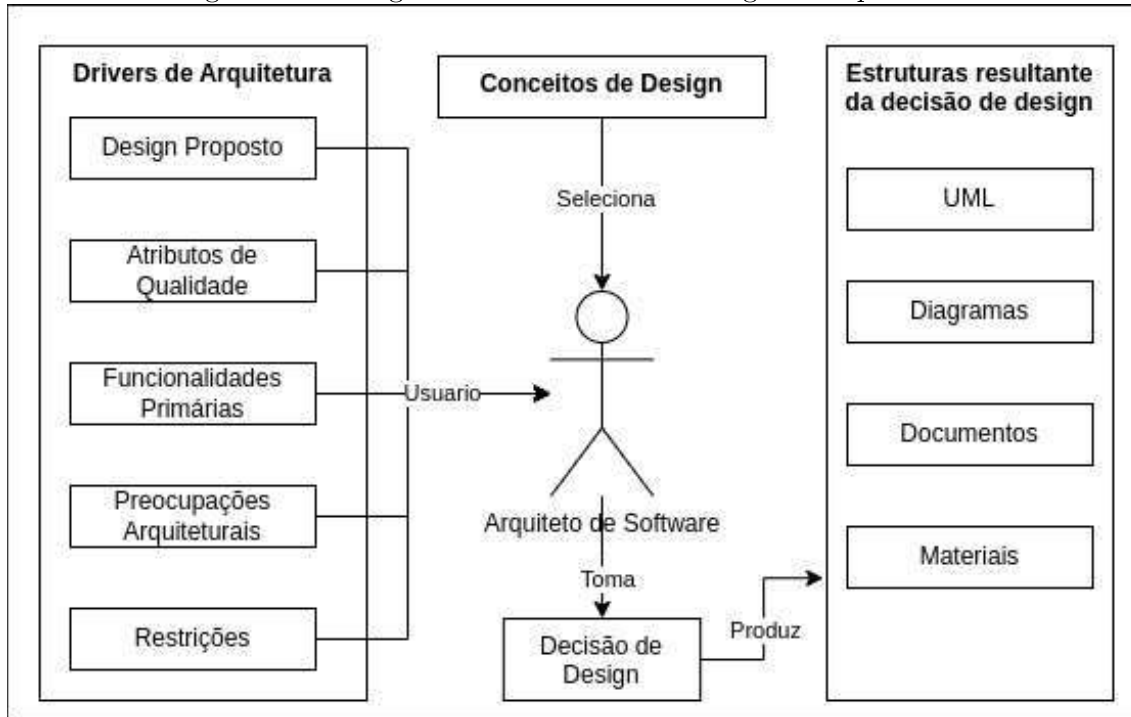 Drivers de Arquitetura
Design Proposto
Atributos de
Qualidade
Funcionalidades
Primárias
Preocupações
Arquiteturais
Restrições
Usuario
Conceitos de Design
Seleciona
Arquiteto de Software
Toma
Decisão de
Design
Produz
Estruturas resultante
da decisão de design
UML
Diagramas
Documentos
Materiais